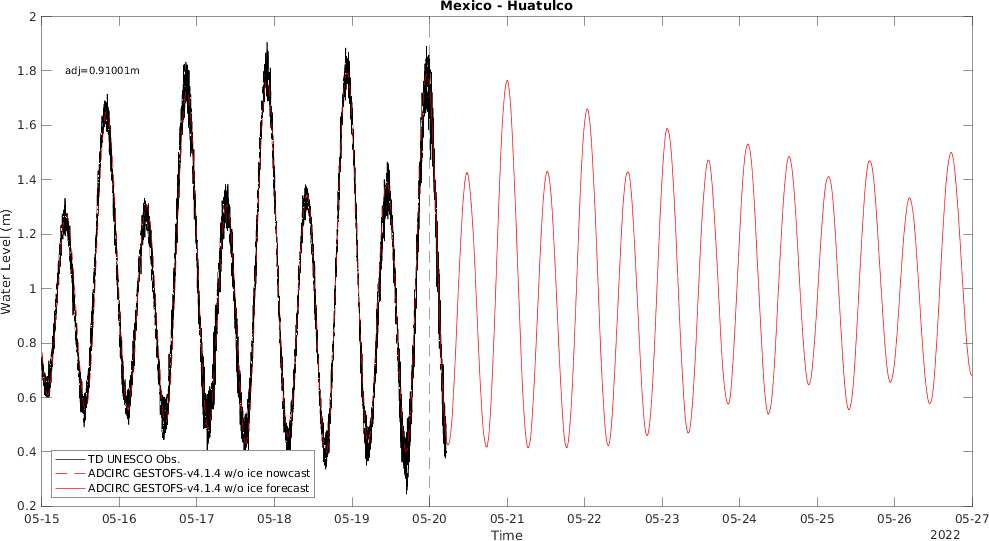 Mexico - Huatulco
2
1.8
1.6
1.4
1.2
1
0.8
0.6
0.4
0.2
Water Level (m)
adj=0.91001m
TD UNESCO Obs.
ADCIRC GESTOFS-v4.1.4 w/o ice nowcast
ADCIRC GESTOFS-v4.1.4 w/o ice forecast
05-15 05-16 05-17 05-18 05-19 05-20 05-21 05-22 05-23 05-24 05-25 05-26 05-27
Time
2022